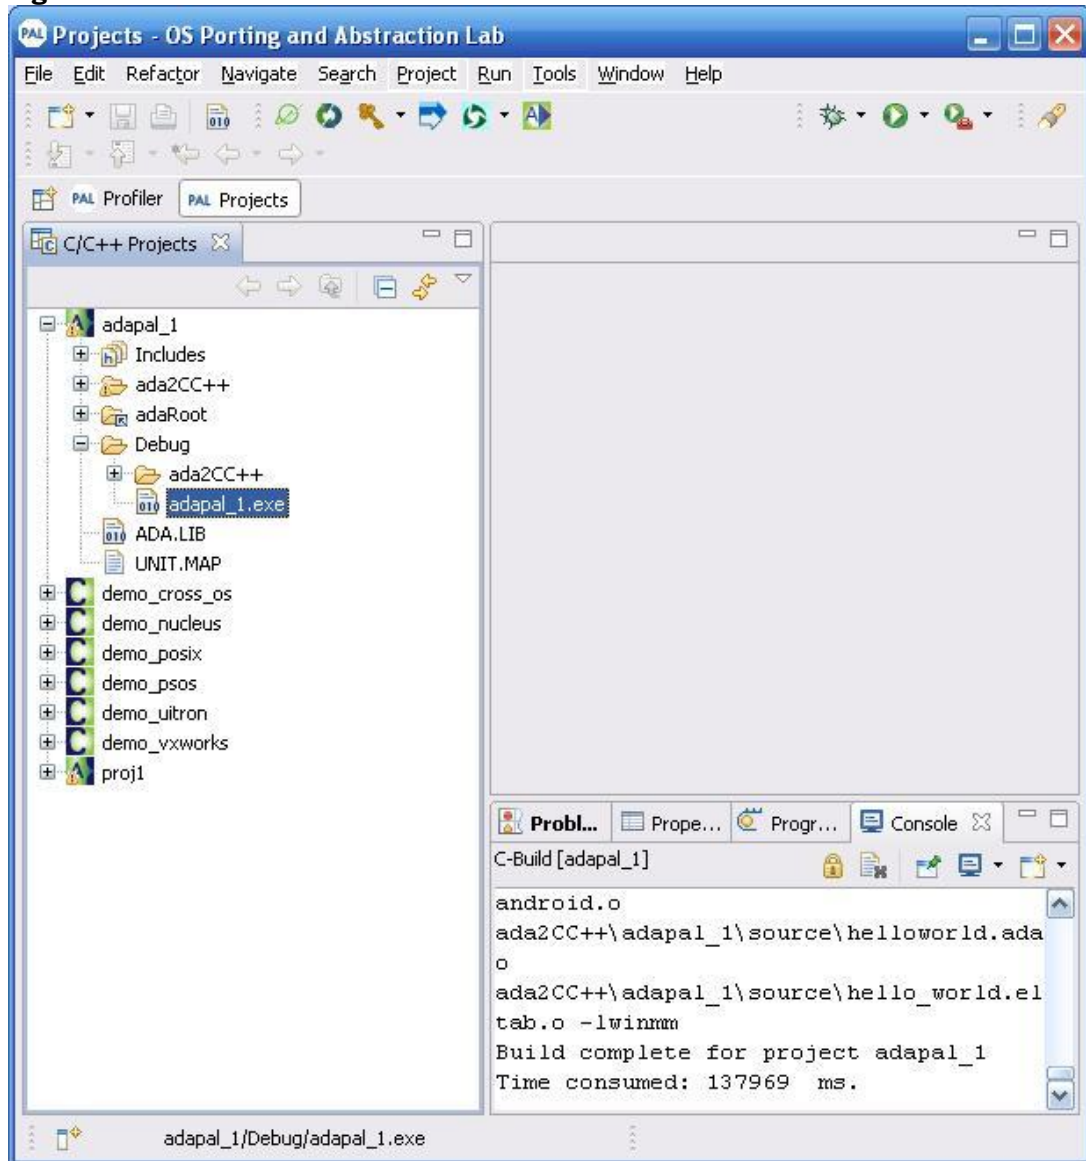 PAL Projects - OS Porting and Abstraction Lab
File Edit Refactor Navigate Search Project Run Tools Window Help
010
PAL Profiler PAL Projects
C/C++ Projects
adapal_1
Includes
ada2CC++
adaRoot
Debug
ada2CC++
adapal_1.exe
ADA.LIB
UNIT.MAP
demo_cross_os
demo_nucleus
demo_posix
demo_psos
demo_uitron
demo_vxworks
proj1
Probl... Prope... Progr... Console
C-Build [adapal_1]
android.o
ada2CC++\adapal_1\source\helloworld.ada
o
ada2CC++\adapal_1\source\hello_world.el
tab.o -lwinmm
Build complete for project adapal_1
Time consumed: 137969 ms.
adapal_1/Debug/adapal_1.exe